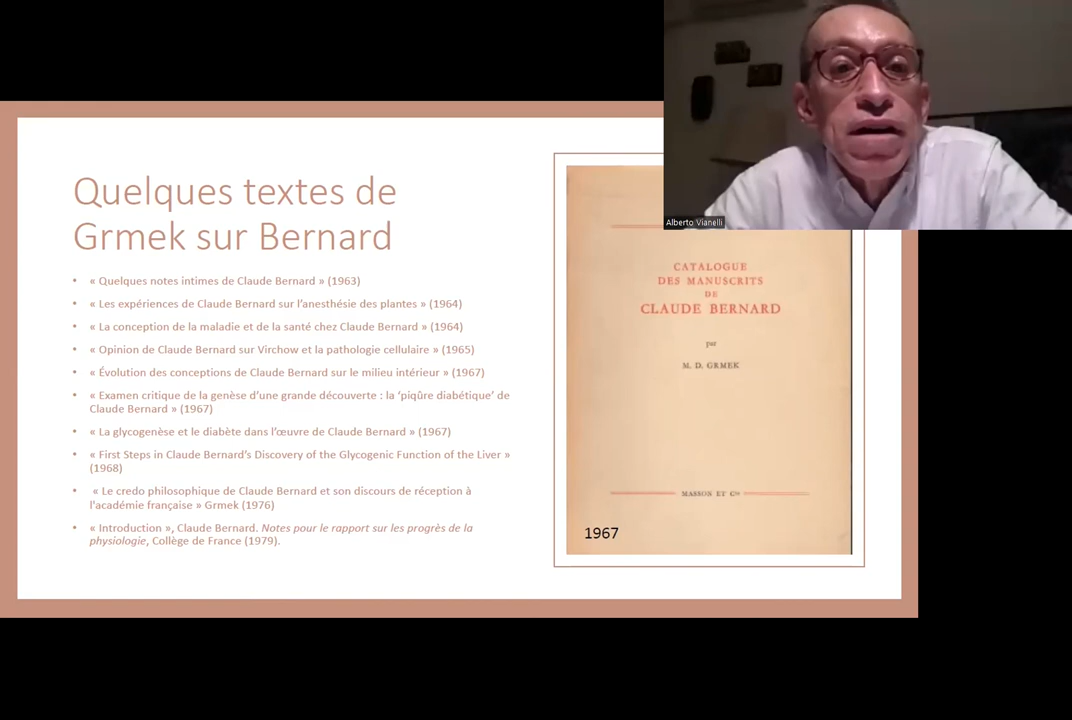 Quelques textes de
Grmek sur Bernard
• « Quelques notes intimes de Claude Bernard » (1963)
• « Les expériences de Claude Bernard sur l'anesthésie des plantes » (1964)
• « La conception de la maladie et de la santé chez Claude Bernard » (1964)
• « Opinion de Claude Bernard sur Virchow et la pathologie cellulaire » (1965)
• « Évolution des conceptions de Claude Bernard sur le milieu intérieur » (1967)
• « Examen critique de la genèse d'une grande découverte : la 'piqûre diabétique' de
Claude Bernard » (1967)
• « La glycogenèse et le diabète dans l'œuvre de Claude Bernard » (1967)
• « First Steps in Claude Bernard's Discovery of the Glycogenic Function of the Liver »
(1968)
• « Le credo philosophique de Claude Bernard et son discours de réception à
l'académie française » Grmek (1976)
• « Introduction », Claude Bernard. Notes pour le rapport sur les progrès de la
physiologie, Collège de France (1979).
CATALOGUE
DES MANUSCRITS
DE
CLAUDE BERNARD
par
M. D. GRMEK
MASSON ET Cie
1967
Alberto Vianelli